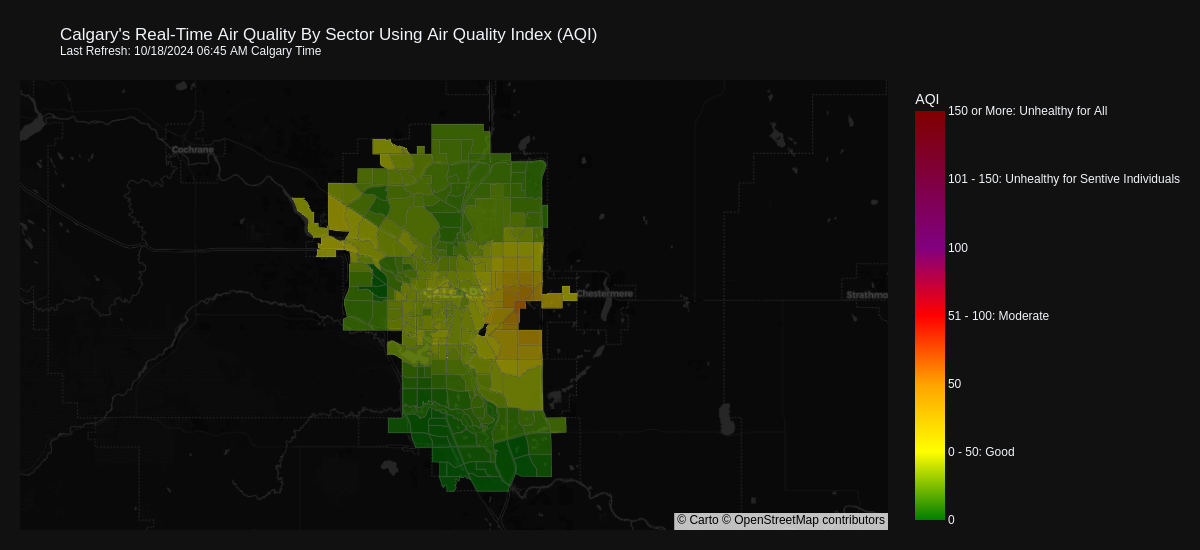 Calgary's Real-Time Air Quality By Sector Using Air Quality Index (AQI)
Last Refresh: 10/18/2024 06:45 AM Calgary Time
AQI
150 or More: Unhealthy for All
Cochrane
101 - 150: Unhealthy for Sentive Individuals
100
Chestermere
Strathmo
51 - 100: Moderate
50
0 - 50: Good
0
© Carto © OpenStreetMap contributors